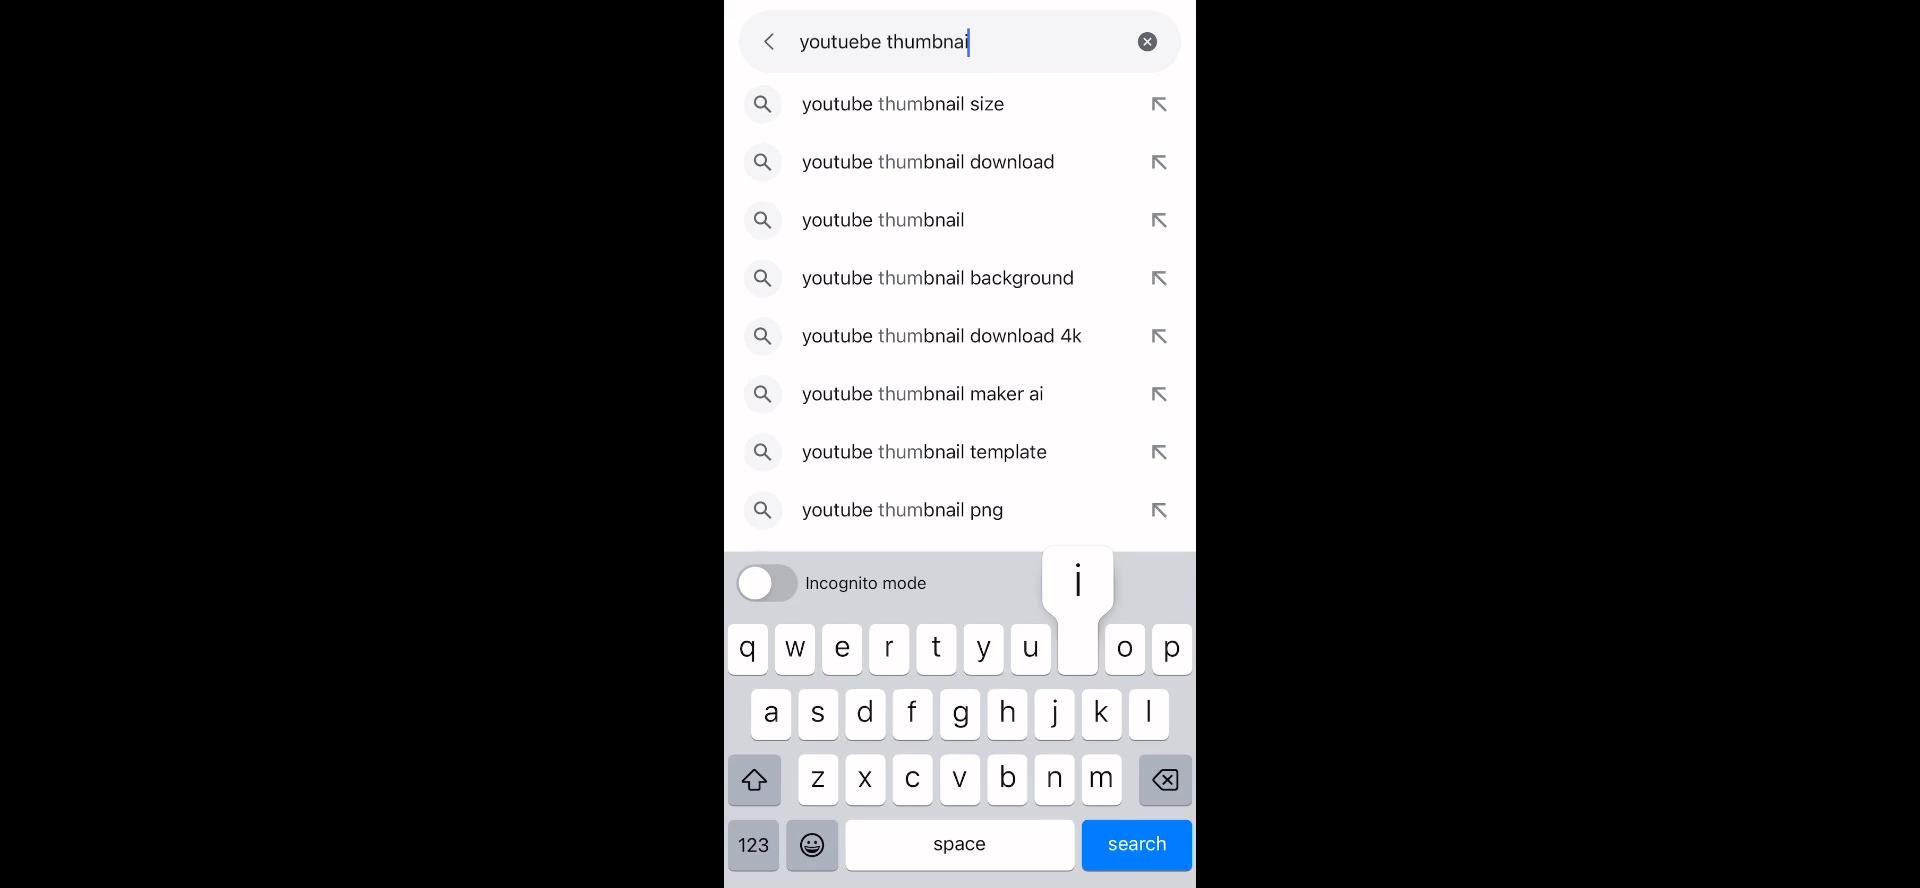 youtuebe thumbnai
youtube thumbnail size
youtube thumbnail download
youtube thumbnail
youtube thumbnail background
youtube thumbnail download 4k
youtube thumbnail maker ai
youtube thumbnail template
youtube thumbnail png
Incognito mode
i
q w e r t y u o p
a s d f g h j k l
z x c v b n m
123 space search